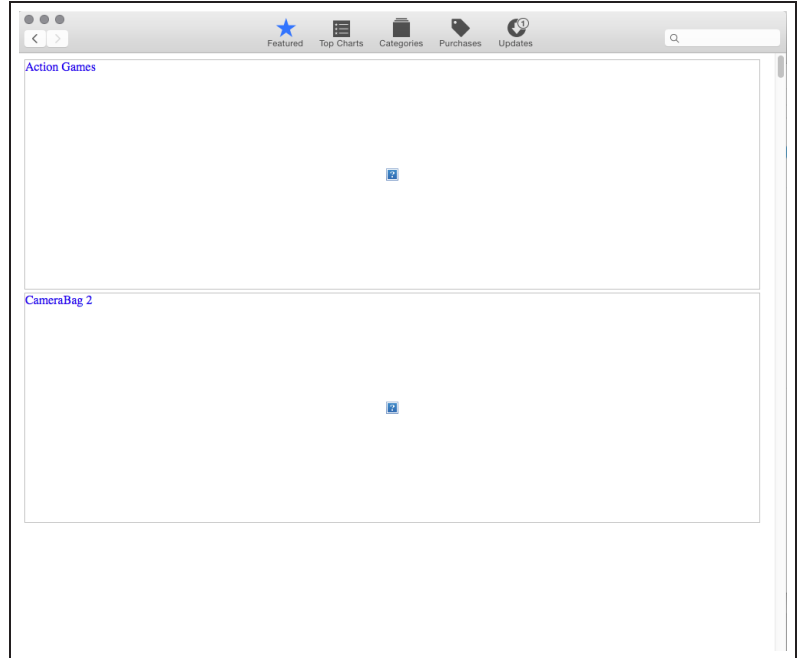 1
Featured Top Charts Categories Purchases Updates
Action Games
?
CameraBag 2
?